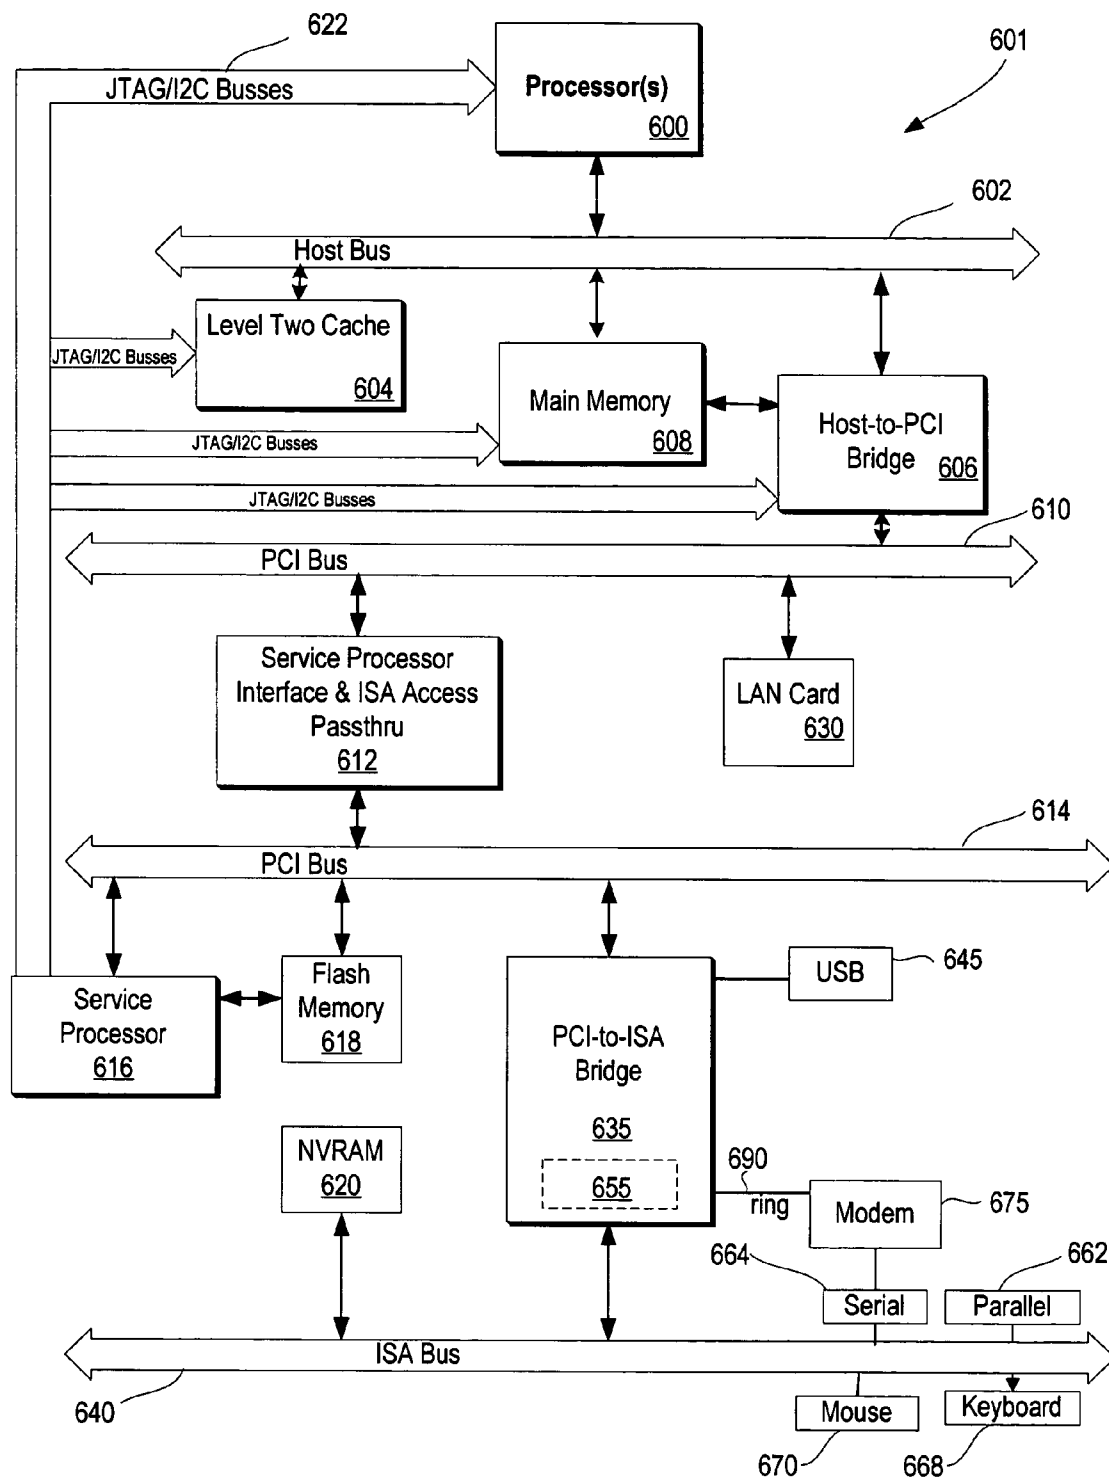 622
JTAG/I2C Busses
Processor(s)
600
601
602
Host Bus
Level Two Cache
604
JTAG/I2C Busses
Main Memory
608
Host-to-PCI
Bridge
606
JTAG/I2C Busses
JTAG/I2C Busses
610
PCI Bus
Service Processor
Interface & ISA Access
Passthru
612
LAN Card
630
614
PCI Bus
Service
Processor
616
Flash
Memory
618
PCI-to-ISA
Bridge
635
655
USB
645
NVRAM
620
690
ring
Modem
675
664
662
Serial
Parallel
ISA Bus
640
Mouse
Keyboard
670
668